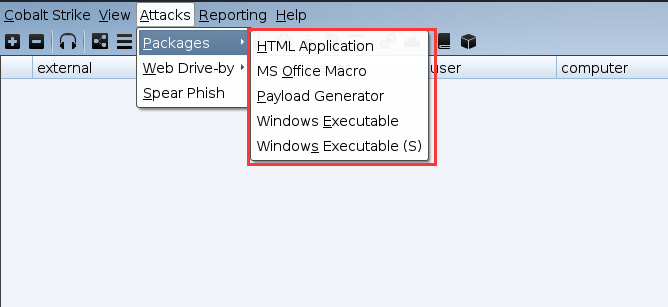 Cobalt Strike View Attacks Reporting Help
Packages
HTML Application
MS Office Macro
Payload Generator
Windows Executable
Windows Executable (S)
Web Drive-by
Spear Phish
external user computer